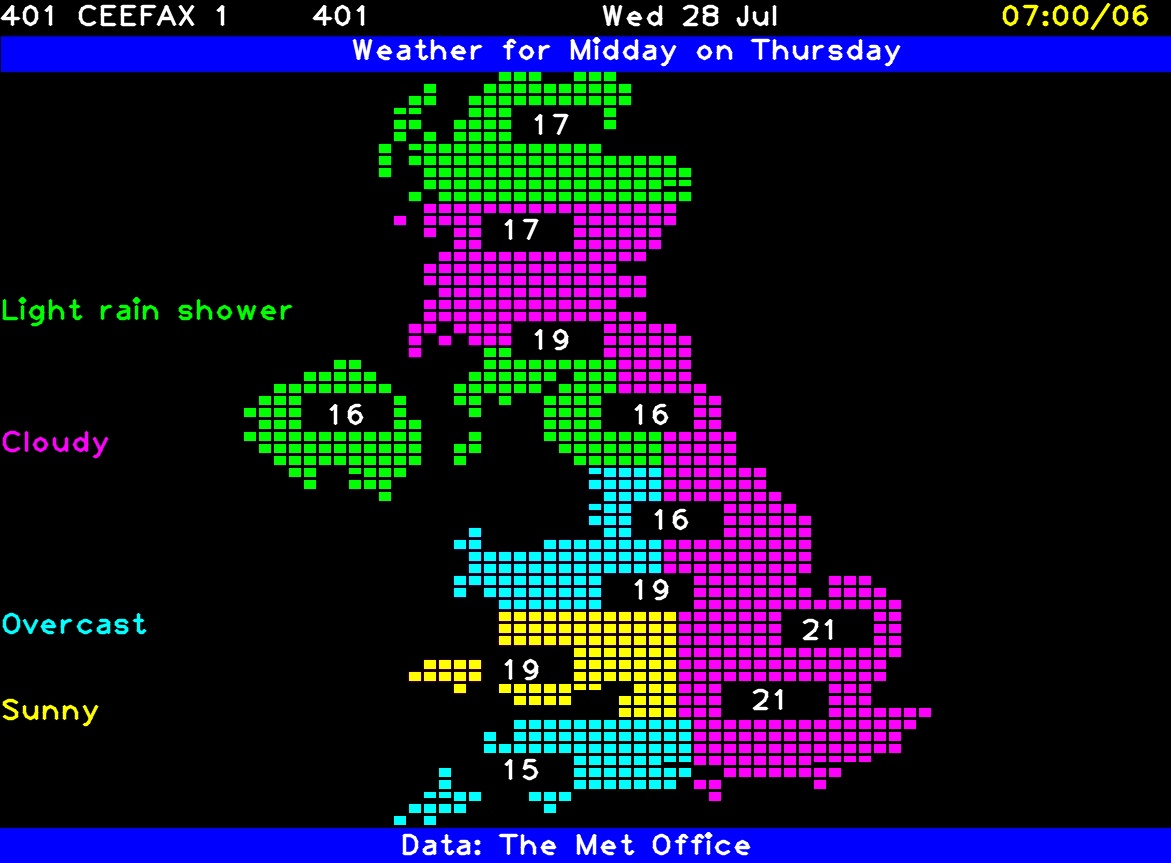 401 CEEFAX 1 401 Wed 28 Jul 07:00/06
Weather for Midday on Thursday
17
17
Light rain shower
19
16 16
Cloudy
16
19
Overcast
21
19
21
Sunny
15
Data: The Met Office